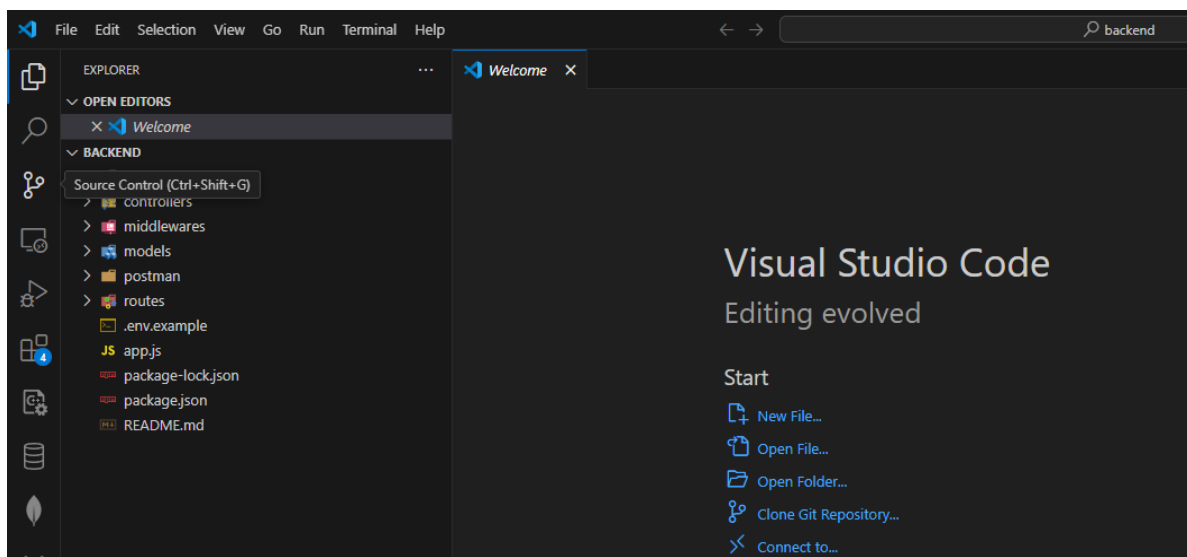 File Edit Selection View Go Run Terminal Help
backend
EXPLORER
Welcome
OPEN EDITORS
Welcome
BACKEND
Source Control (Ctrl+Shift+G)
controllers
middlewares
models
postman
routes
.env.example
JS app.js
package-lock.json
package.json
README.md
4
Visual Studio Code
Editing evolved
Start
New File...
Open File...
Open Folder...
Clone Git Repository...
Connect to...